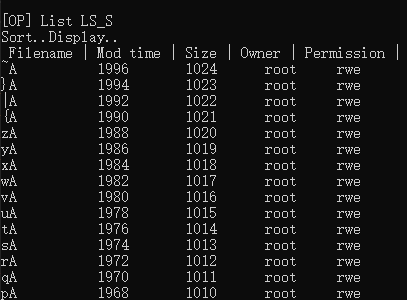 [OP] List LS_S
Sort..Display..
 Filename | Mod time | Size | Owner | Permission |
~A 1996 1024 root rwe
}A 1994 1023 root rwe
|A 1992 1022 root rwe
{A 1990 1021 root rwe
zA 1988 1020 root rwe
yA 1986 1019 root rwe
xA 1984 1018 root rwe
wA 1982 1017 root rwe
vA 1980 1016 root rwe
uA 1978 1015 root rwe
tA 1976 1014 root rwe
sA 1974 1013 root rwe
rA 1972 1012 root rwe
qA 1970 1011 root rwe
pA 1968 1010 root rwe